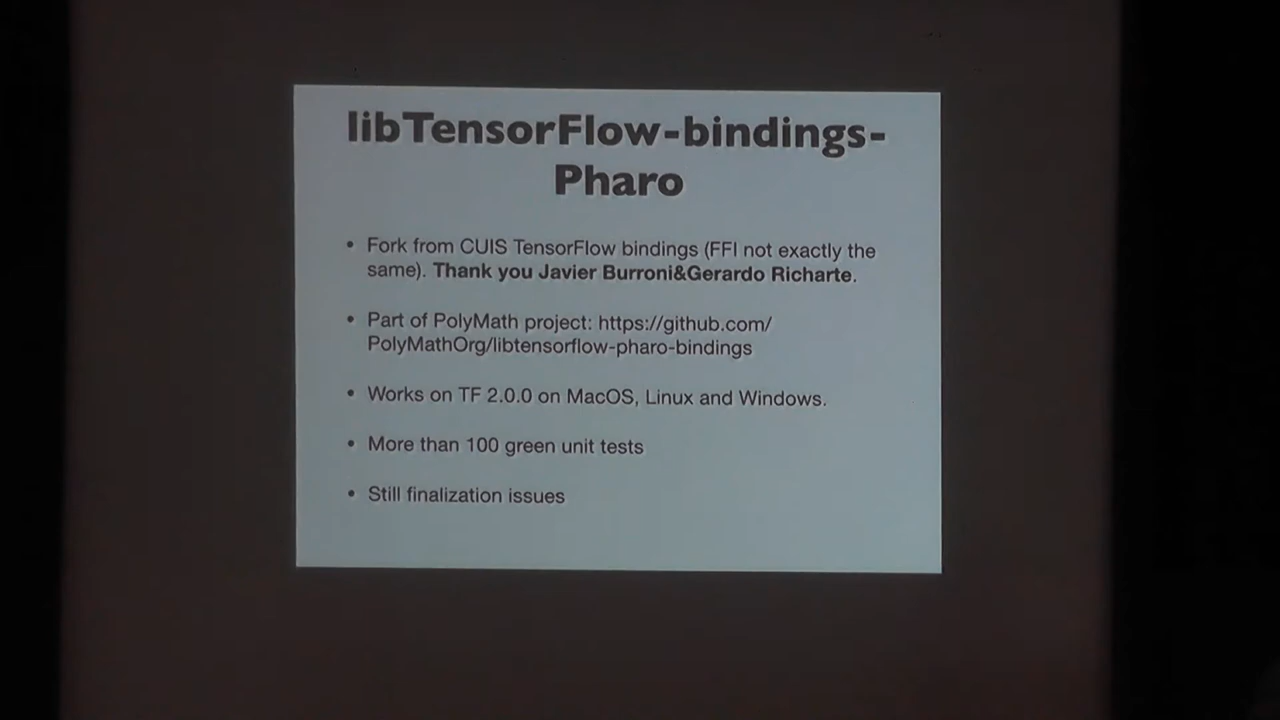 libTensorFlow-bindings-
Pharo
• Fork from CUIS TensorFlow bindings (FFI not exactly the
same). Thank you Javier Burroni&Gerardo Richarte.
• Part of PolyMath project: https://github.com/
PolyMathOrg/libtensorflow-pharo-bindings
• Works on TF 2.0.0 on MacOS, Linux and Windows.
• More than 100 green unit tests
• Still finalization issues